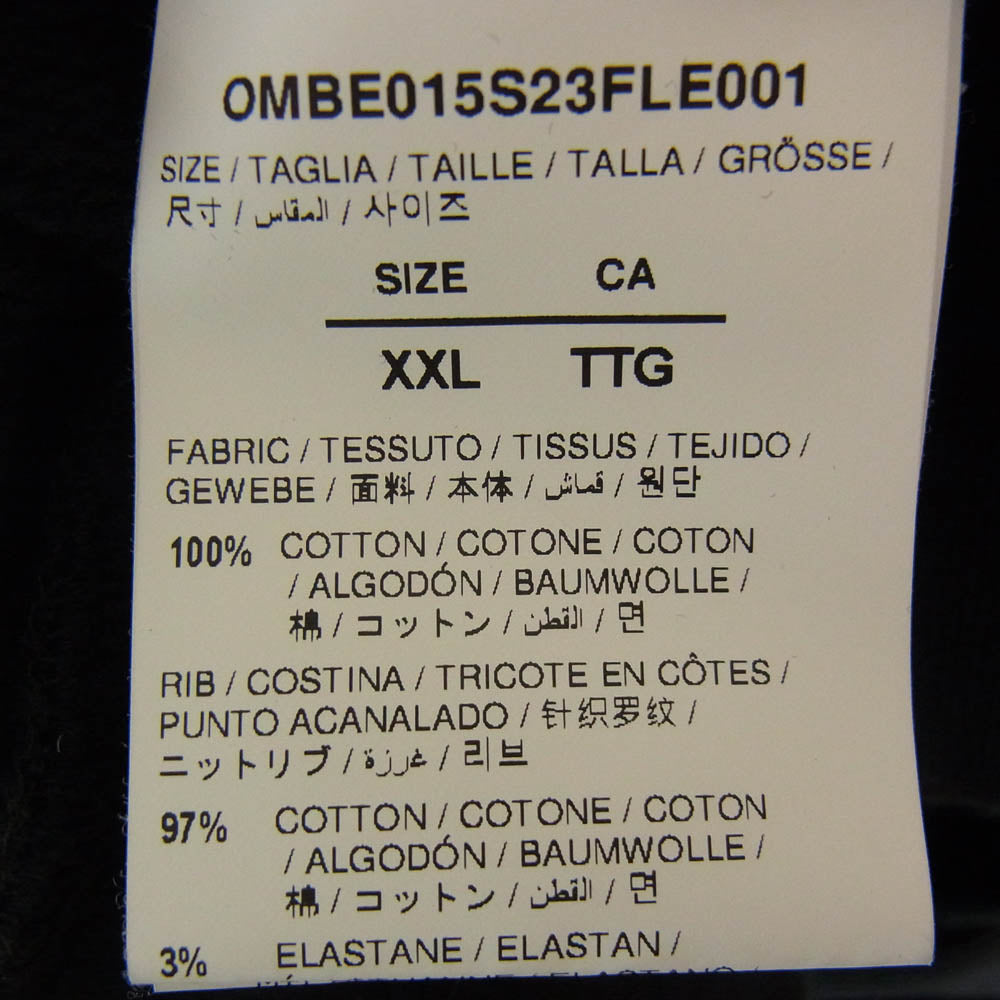 OMBE015S23FLE001
SIZE / TAGLIA / TAILLE / TALLA / GRÖSSE /
尺寸 / المقاس / 사이즈
SIZE CA
XXL TTG
FABRIC / TESSUTO / TISSUS / TEJIDO /
GEWEBE / 面料 / 本体 / قماش / 원단
100% COTTON / COTONE / COTON
/ ALGODÓN / BAUMWOLLE /
棉 / コットン / القطن / 면
RIB / COSTINA / TRICOTE EN CÔTES /
PUNTO ACANALADO / 针织罗纹 /
ニットリブ / غرزة / 리브
97% COTTON / COTONE / COTON
/ ALGODÓN / BAUMWOLLE /
棉 / コットン / القطن / 면
3% ELASTANE / ELASTAN /